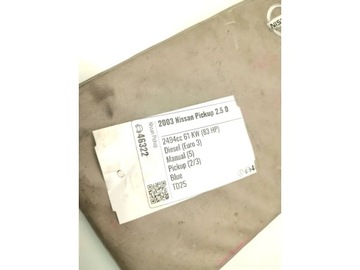 NISSAN
2003 Nissan Pickup 2.5 D
2494cc 61 KW (83 HP)
Diesel (Euro 3)
Manual (5)
Pickup (2/3)
Blue
TD25
46322